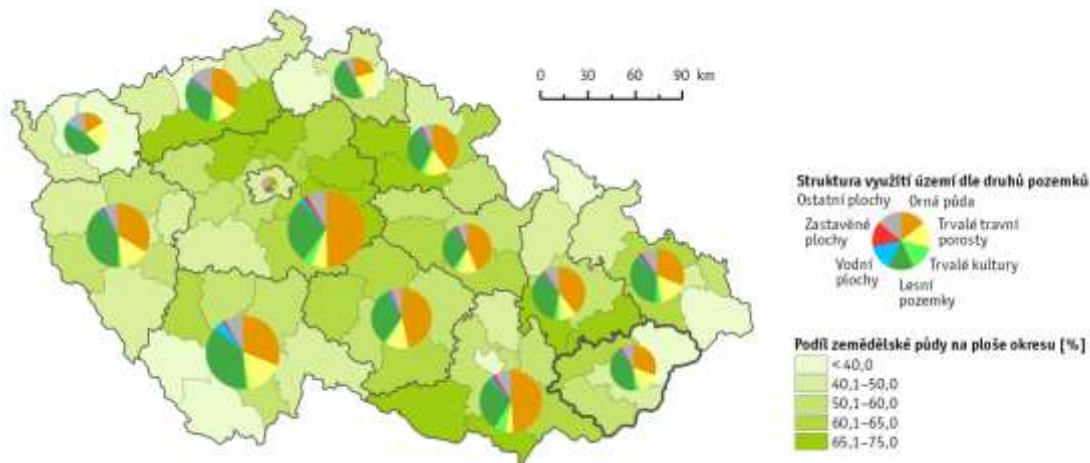 0 30 60 90 km
Struktura využití území dle druhů pozemků
Ostatní plochy Orná půda
Zastavěné plochy
Trvalé travní porosty
Vodní plochy
Trvalé kultury
Lesní pozemky
Podíl zemědělské půdy na ploše okresu [%]
< 40,0
40,1–50,0
50,1–60,0
60,1–65,0
65,1–75,0